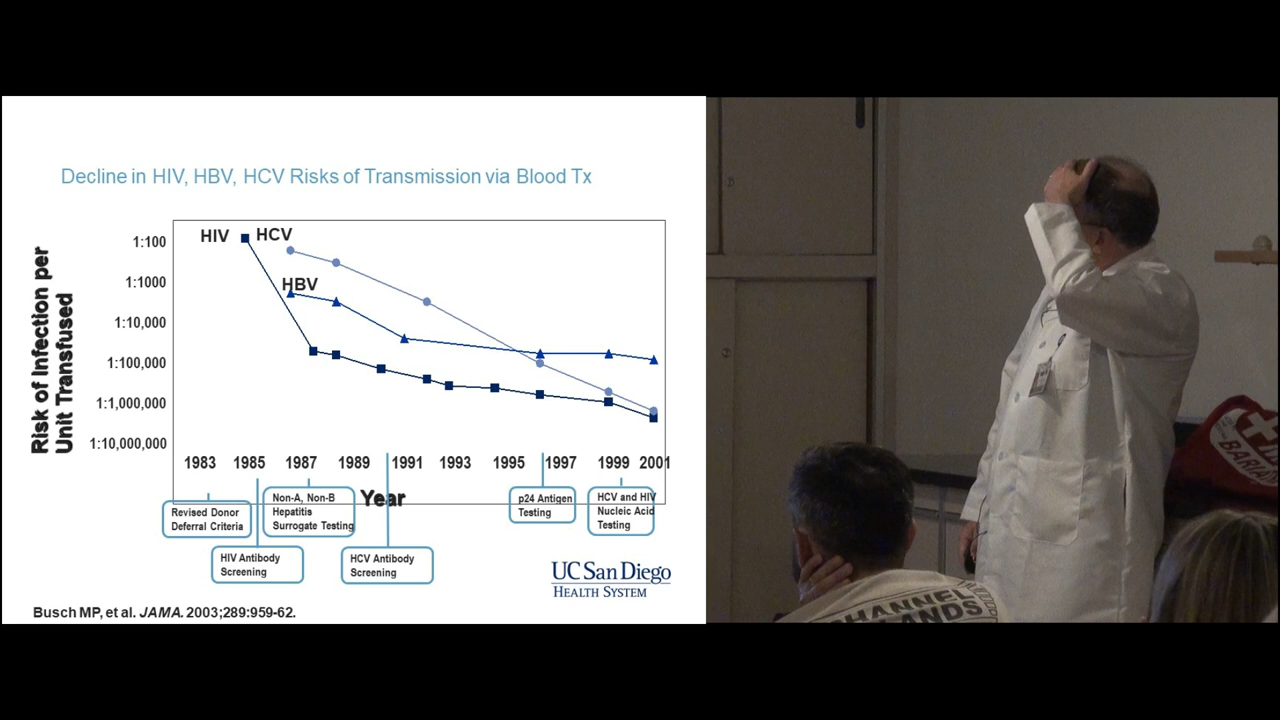 Decline in HIV, HBV, HCV Risks of Transmission via Blood Tx
Risk of Infection per
Unit Transfused
1:100
1:1000
1:10,000
1:100,000
1:1,000,000
1:10,000,000
HIV
HCV
HBV
1983 1985 1987 1989 1991 1993 1995 1997 1999 2001
Year
Revised Donor
Deferral Criteria
HIV Antibody
Screening
Non-A, Non-B
Hepatitis
Surrogate Testing
HCV Antibody
Screening
p24 Antigen
Testing
HCV and HIV
Nucleic Acid
Testing
UC San Diego
HEALTH SYSTEM
Busch MP, et al. JAMA. 2003;289:959-62.
CHANNEL
LANDS
BARIA